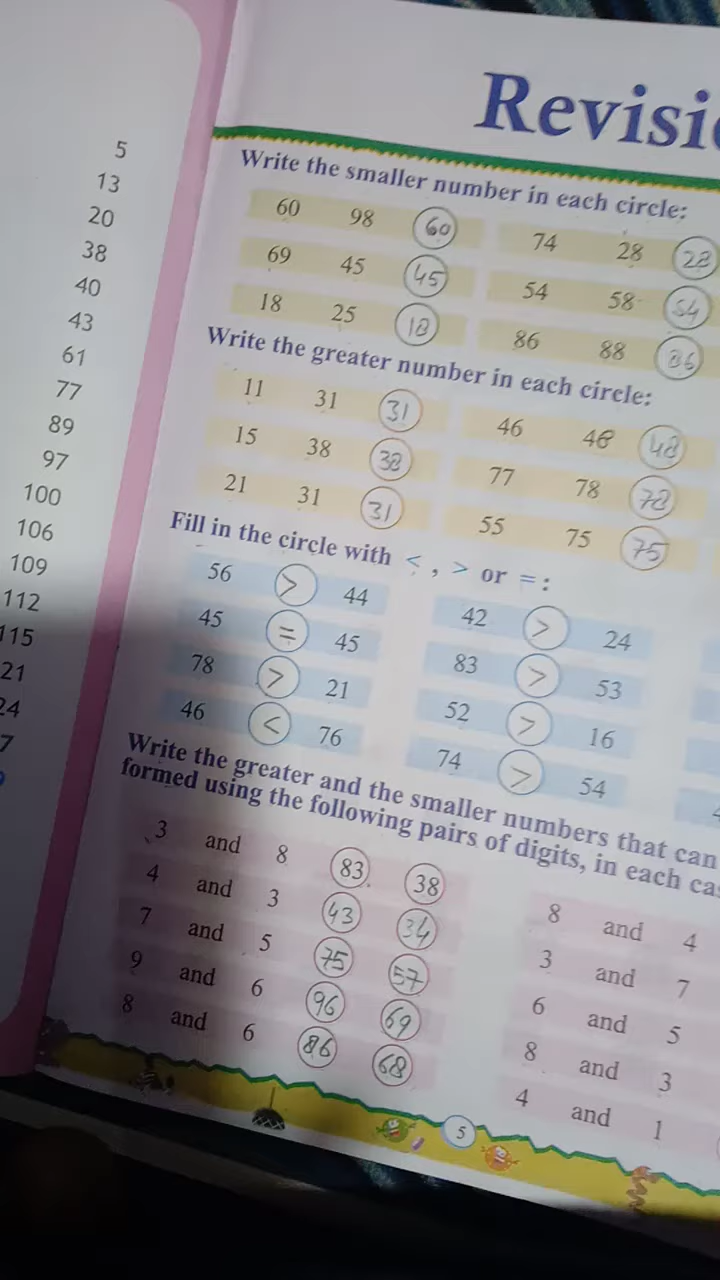 5
13
20
38
40
43
61
77
89
97
100
106
109
112
115
21
24
7
Revisi
Write the smaller number in each circle:
60 98 60 74 28 28
69 45 45 54 58 54
18 25 18 86 88 86
Write the greater number in each circle:
11 31 31 46 48 48
15 38 38 77 78 78
21 31 31 55 75 75
Fill in the circle with <, > or =:
56 > 44 42 > 24
45 = 45 83 > 53
78 > 21 52 > 16
46 < 76 74 > 54
Write the greater and the smaller numbers that can
formed using the following pairs of digits, in each cas
3 and 8 83 38 8 and 4
4 and 3 43 34 3 and 7
7 and 5 75 57 6 and 5
9 and 6 96 69 8 and 3
8 and 6 86 68 4 and 1
5